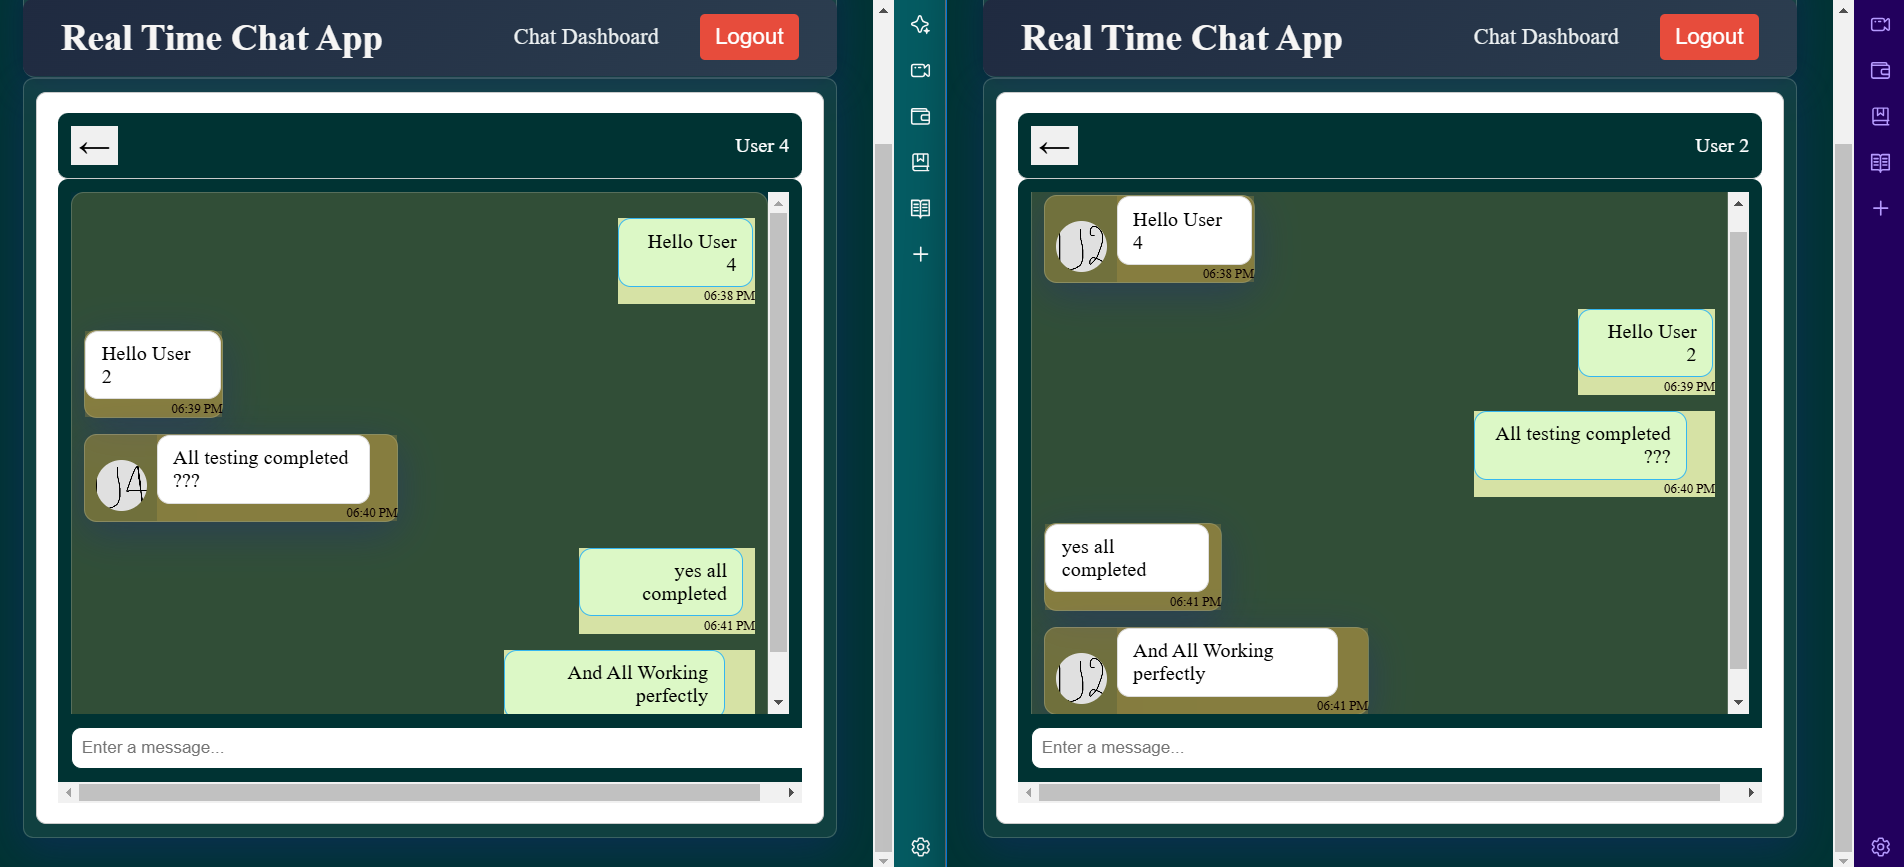 Real Time Chat App
Chat Dashboard
Logout
←
User 4
Hello User
4
06:38 PM
Hello User
2
06:39 PM
U4
All testing completed
???
06:40 PM
yes all
completed
06:41 PM
And All Working
perfectly
Enter a message...
Real Time Chat App
Chat Dashboard
Logout
←
User 2
U2
Hello User
4
06:38 PM
Hello User
2
06:39 PM
All testing completed
???
06:40 PM
yes all
completed
06:41 PM
U2
And All Working
perfectly
06:41 PM
Enter a message...